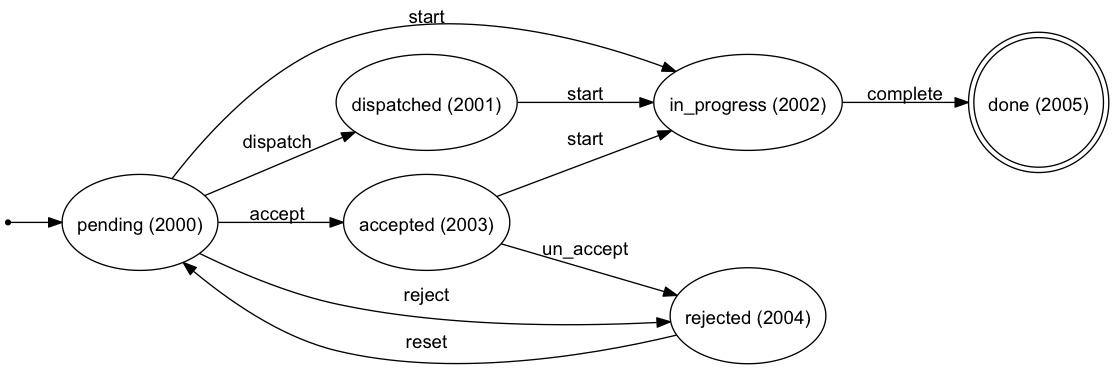 start
dispatched (2001)
start
in_progress (2002)
complete
done (2005)
dispatch
start
pending (2000)
accept
accepted (2003)
un_accept
reject
rejected (2004)
reset